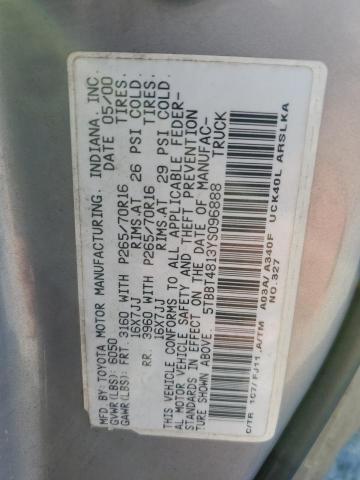 MFD. BY: TOYOTA MOTOR MANUFACTURING, INDIANA, INC.
GVWR(LBS): 6050 DATE 05/00
GAWR(LBS): FRT. 3160 WITH P265/70R16 TIRES,
16X7JJ RIMS.AT 26 PSI COLD
RR. 3960 WITH P265/70R16 TIRES,
16X7JJ RIMS.AT 29 PSI COLD
THIS VEHICLE CONFORMS TO ALL APPLICABLE FEDER-
AL MOTOR VEHICLE SAFETY AND THEFT PREVENTION
STANDARDS IN EFFECT ON THE DATE OF MANUFAC-
TURE SHOWN ABOVE. 5TBBT4813YS096888 TRUCK
C/TR 1C7/FJ11, A/TM A03A/A340F UCK40L ARSLKA
NO.327